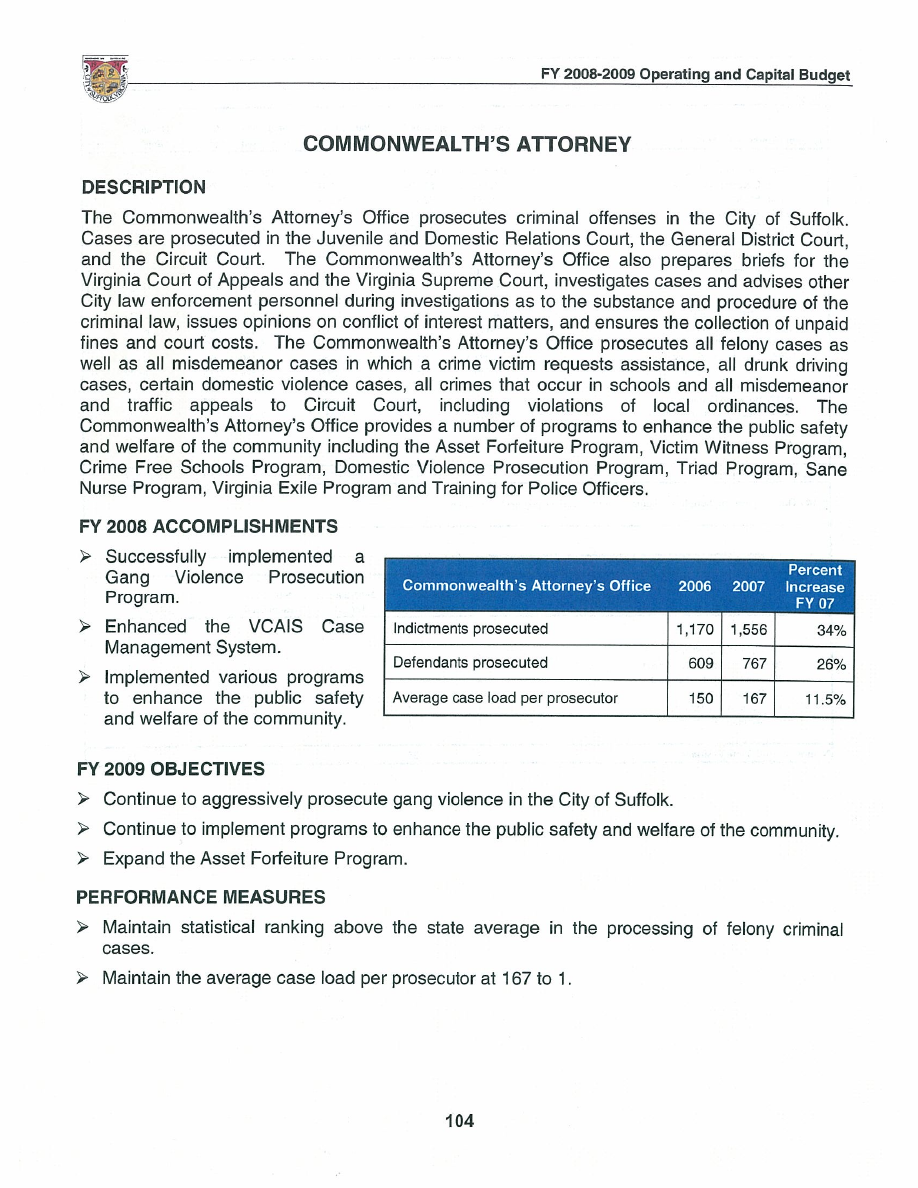 FY 2008-2009 Operating and Capital Budget
COMMONWEALTH'S ATTORNEY
DESCRIPTION
The Commonwealth's Attorney's Office prosecutes criminal offenses in the City of Suffolk.
Cases are prosecuted in the Juvenile and Domestic Relations Court, the General District Court,
and the Circuit Court. The Commonwealth's Attorney's Office also prepares briefs for the
Virginia Court of Appeals and the Virginia Supreme Court, investigates cases and advises other
City law enforcement personnel during investigations as to the substance and procedure of the
criminal law, issues opinions on conflict of interest matters, and ensures the collection of unpaid
fines and court costs. The Commonwealth's Attorney's Office prosecutes all felony cases as
well as all misdemeanor cases in which a crime victim requests assistance, all drunk driving
cases, certain domestic violence cases, all crimes that occur in schools and all misdemeanor
and traffic appeals to Circuit Court, including violations of local ordinances. The
Commonwealth's Attorney's Office provides a number of programs to enhance the public safety
and welfare of the community including the Asset Forfeiture Program, Victim Witness Program,
Crime Free Schools Program, Domestic Violence Prosecution Program, Triad Program, Sane
Nurse Program, Virginia Exile Program and Training for Police Officers.
FY 2008 ACCOMPLISHMENTS
➢ Successfully implemented a
Gang Violence Prosecution
Program.
➢ Enhanced the VCAIS Case
Management System.
➢ Implemented various programs
to enhance the public safety
and welfare of the community.
Commonwealth's Attorney's Office 2006 2007 Percent
Increase
FY 07
Indictments prosecuted 1,170 1,556 34%
Defendants prosecuted 609 767 26%
Average case load per prosecutor 150 167 11.5%
FY 2009 OBJECTIVES
➢ Continue to aggressively prosecute gang violence in the City of Suffolk.
➢ Continue to implement programs to enhance the public safety and welfare of the community.
➢ Expand the Asset Forfeiture Program.
PERFORMANCE MEASURES
➢ Maintain statistical ranking above the state average in the processing of felony criminal
cases.
➢ Maintain the average case load per prosecutor at 167 to 1.
104